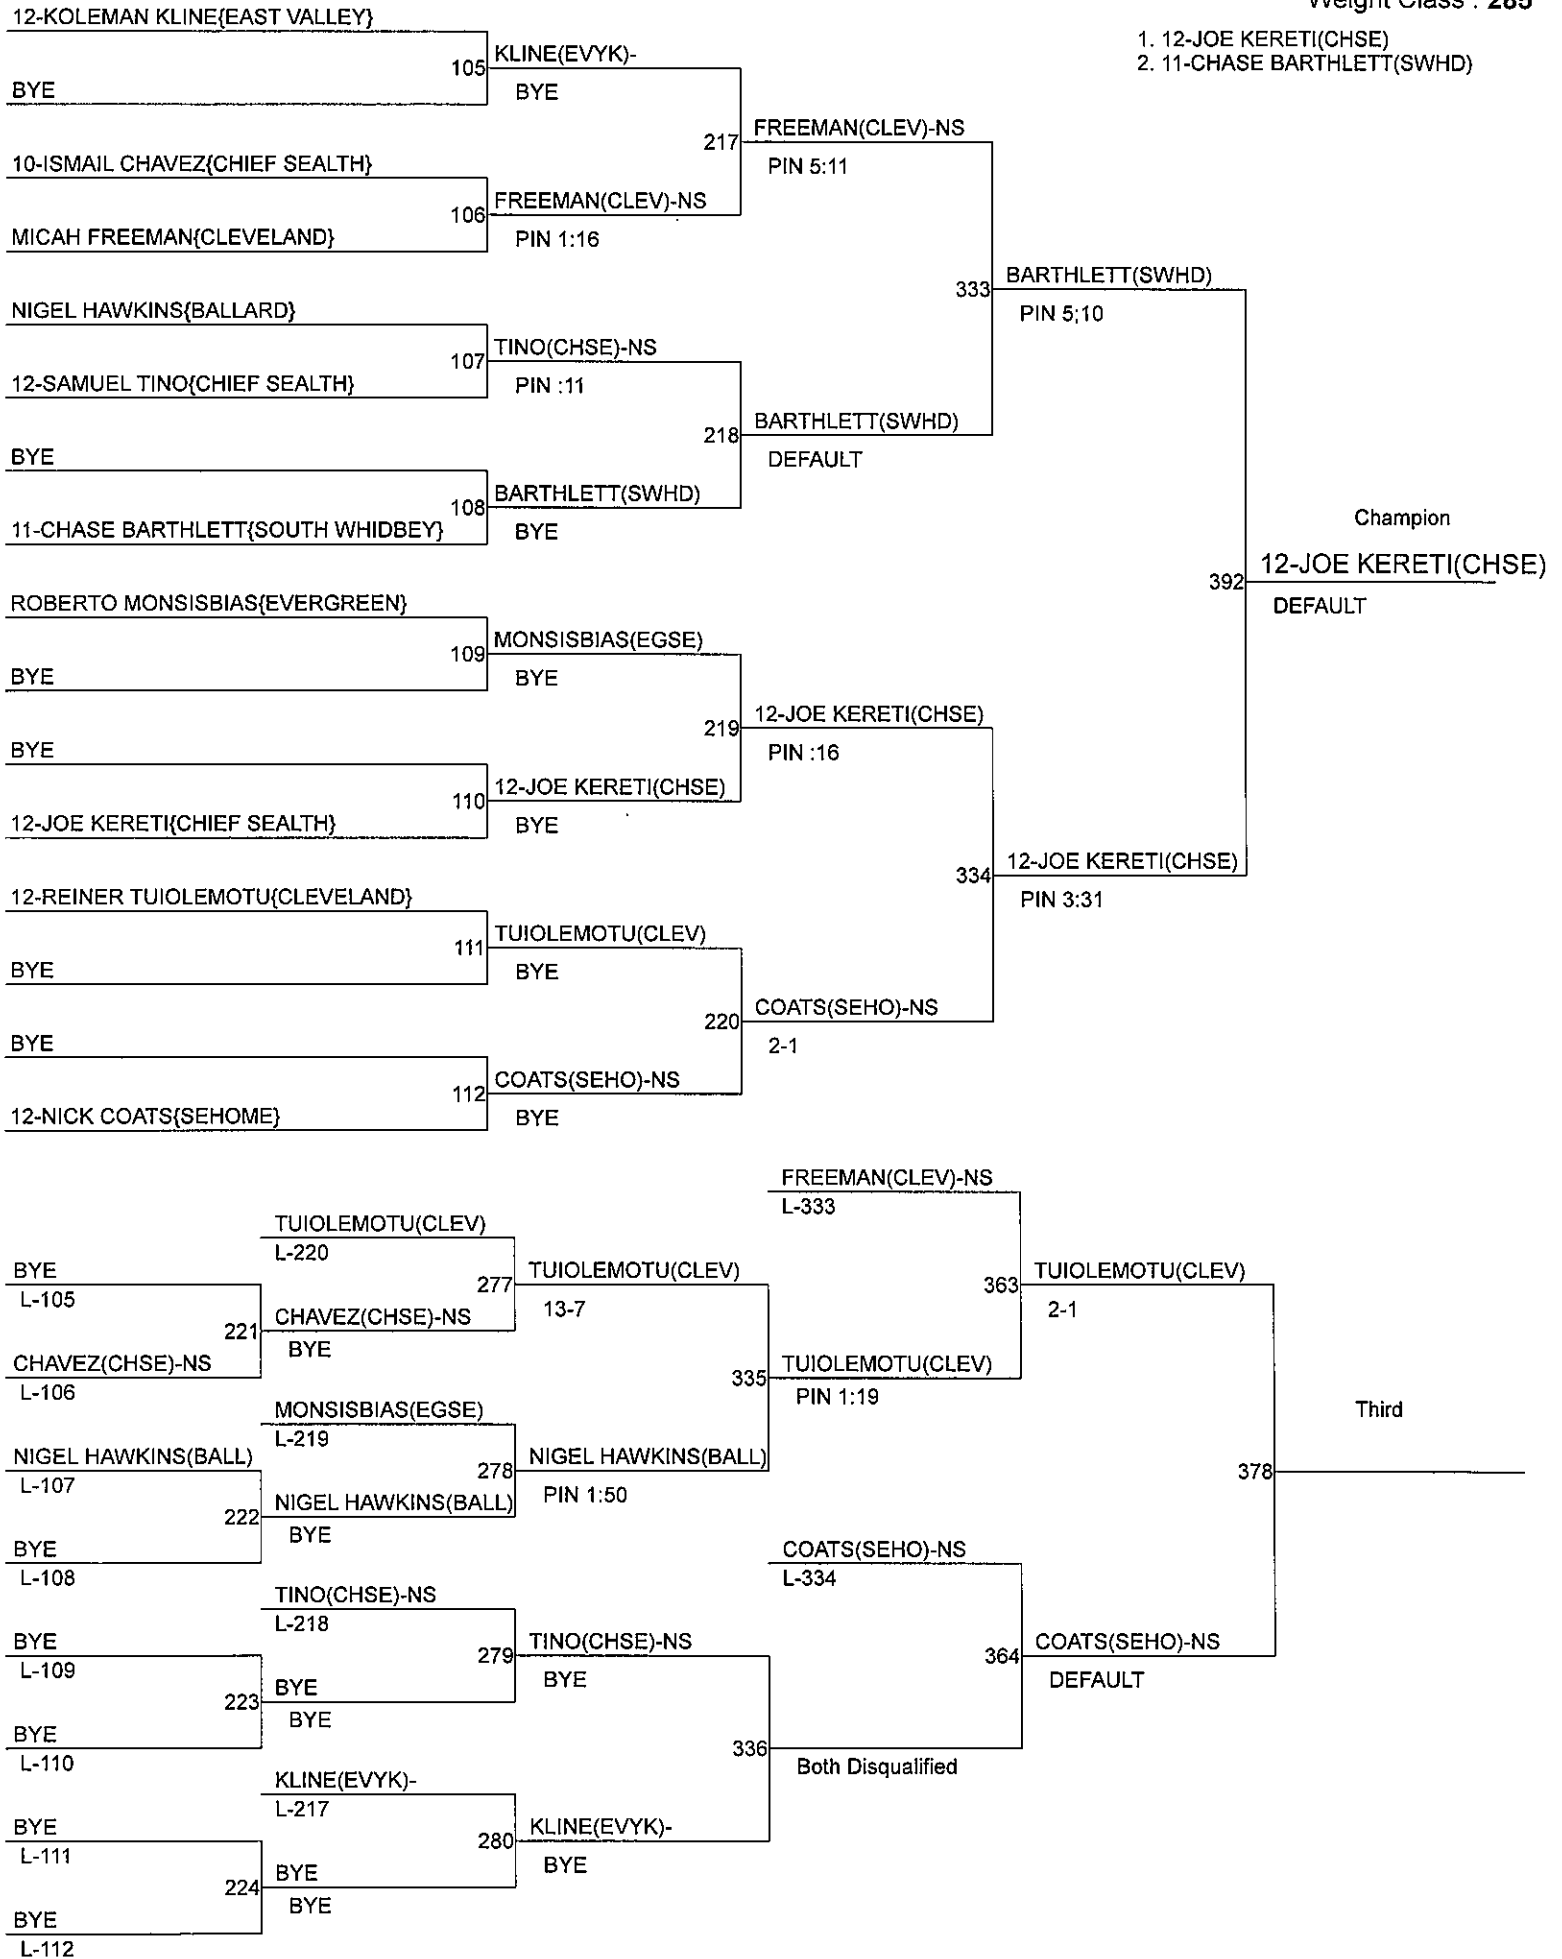 Weight Class : 285
1. 12-JOE KERETI(CHSE)
2. 11-CHASE BARTHLETT(SWHD)
12-KOLEMAN KLINE{EAST VALLEY}
105
KLINE(EVYK)-
BYE
BYE
217
FREEMAN(CLEV)-NS
PIN 5:11
10-ISMAIL CHAVEZ{CHIEF SEALTH}
106
FREEMAN(CLEV)-NS
PIN 1:16
MICAH FREEMAN{CLEVELAND}
333
BARTHLETT(SWHD)
PIN 5;10
NIGEL HAWKINS{BALLARD}
107
TINO(CHSE)-NS
PIN :11
12-SAMUEL TINO{CHIEF SEALTH}
218
BARTHLETT(SWHD)
DEFAULT
BYE
108
BARTHLETT(SWHD)
BYE
11-CHASE BARTHLETT{SOUTH WHIDBEY}
Champion
392
12-JOE KERETI(CHSE)
DEFAULT
ROBERTO MONSISBIAS{EVERGREEN}
109
MONSISBIAS(EGSE)
BYE
BYE
219
12-JOE KERETI(CHSE)
PIN :16
BYE
110
12-JOE KERETI(CHSE)
BYE
12-JOE KERETI{CHIEF SEALTH}
334
12-JOE KERETI(CHSE)
PIN 3:31
12-REINER TUIOLEMOTU{CLEVELAND}
111
TUIOLEMOTU(CLEV)
BYE
BYE
220
COATS(SEHO)-NS
2-1
BYE
112
COATS(SEHO)-NS
BYE
12-NICK COATS{SEHOME}
FREEMAN(CLEV)-NS
L-333
TUIOLEMOTU(CLEV)
L-220
BYE
L-105
277
TUIOLEMOTU(CLEV)
13-7
363
TUIOLEMOTU(CLEV)
2-1
221
CHAVEZ(CHSE)-NS
BYE
CHAVEZ(CHSE)-NS
L-106
335
TUIOLEMOTU(CLEV)
PIN 1:19
MONSISBIAS(EGSE)
L-219
Third
NIGEL HAWKINS(BALL)
L-107
278
NIGEL HAWKINS(BALL)
PIN 1:50
378
222
NIGEL HAWKINS(BALL)
BYE
BYE
L-108
COATS(SEHO)-NS
L-334
TINO(CHSE)-NS
L-218
BYE
L-109
279
TINO(CHSE)-NS
BYE
364
COATS(SEHO)-NS
DEFAULT
223
BYE
BYE
BYE
L-110
336
Both Disqualified
KLINE(EVYK)-
L-217
BYE
L-111
280
KLINE(EVYK)-
BYE
224
BYE
BYE
BYE
L-112